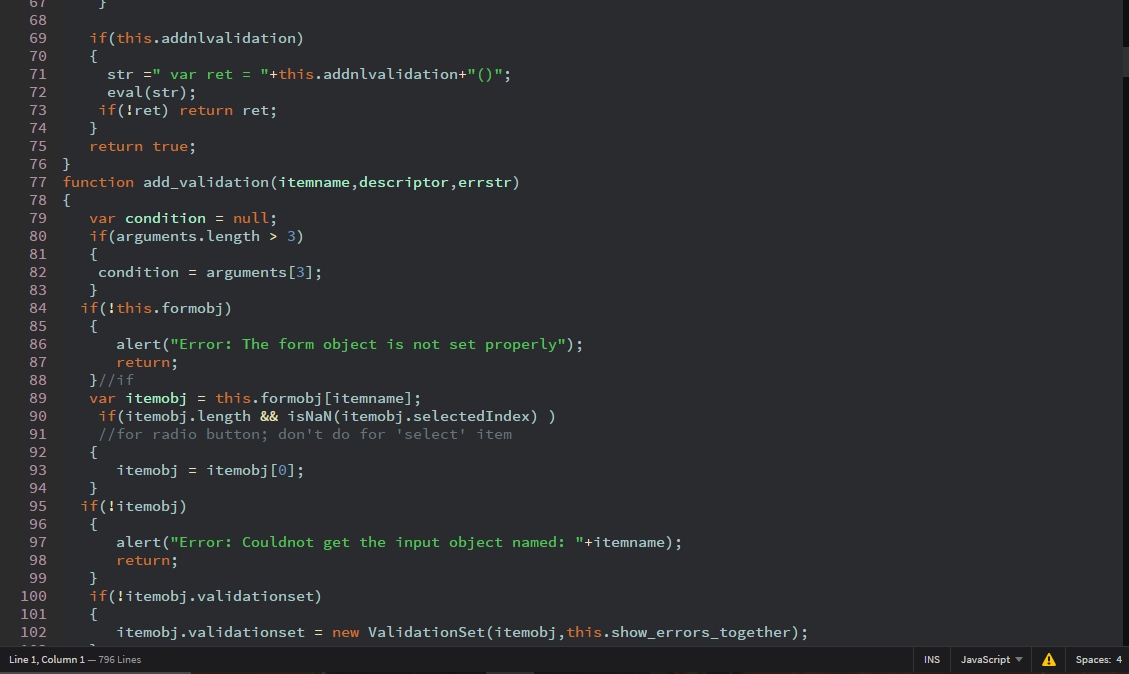 67 }
68
69 if(this.addnlvalidation)
70 {
71 str =" var ret = "+this.addnlvalidation+"()";
72 eval(str);
73 if(!ret) return ret;
74 }
75 return true;
76 }
77 function add_validation(itemname,descriptor,errstr)
78 {
79 var condition = null;
80 if(arguments.length > 3)
81 {
82 condition = arguments[3];
83 }
84 if(!this.formobj)
85 {
86 alert("Error: The form object is not set properly");
87 return;
88 }//if
89 var itemobj = this.formobj[itemname];
90 if(itemobj.length && isNaN(itemobj.selectedIndex) )
91 //for radio button; don't do for 'select' item
92 {
93 itemobj = itemobj[0];
94 }
95 if(!itemobj)
96 {
97 alert("Error: Couldnot get the input object named: "+itemname);
98 return;
99 }
100 if(!itemobj.validationset)
101 {
102 itemobj.validationset = new ValidationSet(itemobj,this.show_errors_together);
Line 1, Column 1 — 796 Lines INS JavaScript Spaces: 4